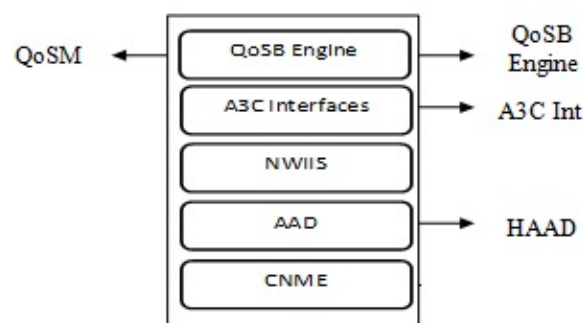 QoSM
QoSB Engine
A3C Interfaces
NWIIS
AAD
CNME
QoSB
Engine
A3C Int
HAAD